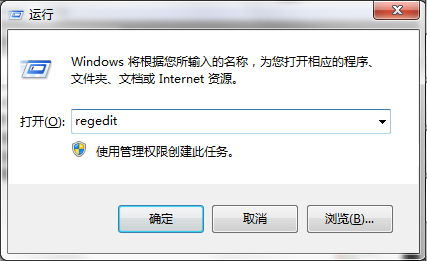 运行
Windows 将根据您所输入的名称，为您打开相应的程序、
文件夹、文档或 Internet 资源。
打开(O): regedit
使用管理权限创建此任务。
确定 取消 浏览(B)...